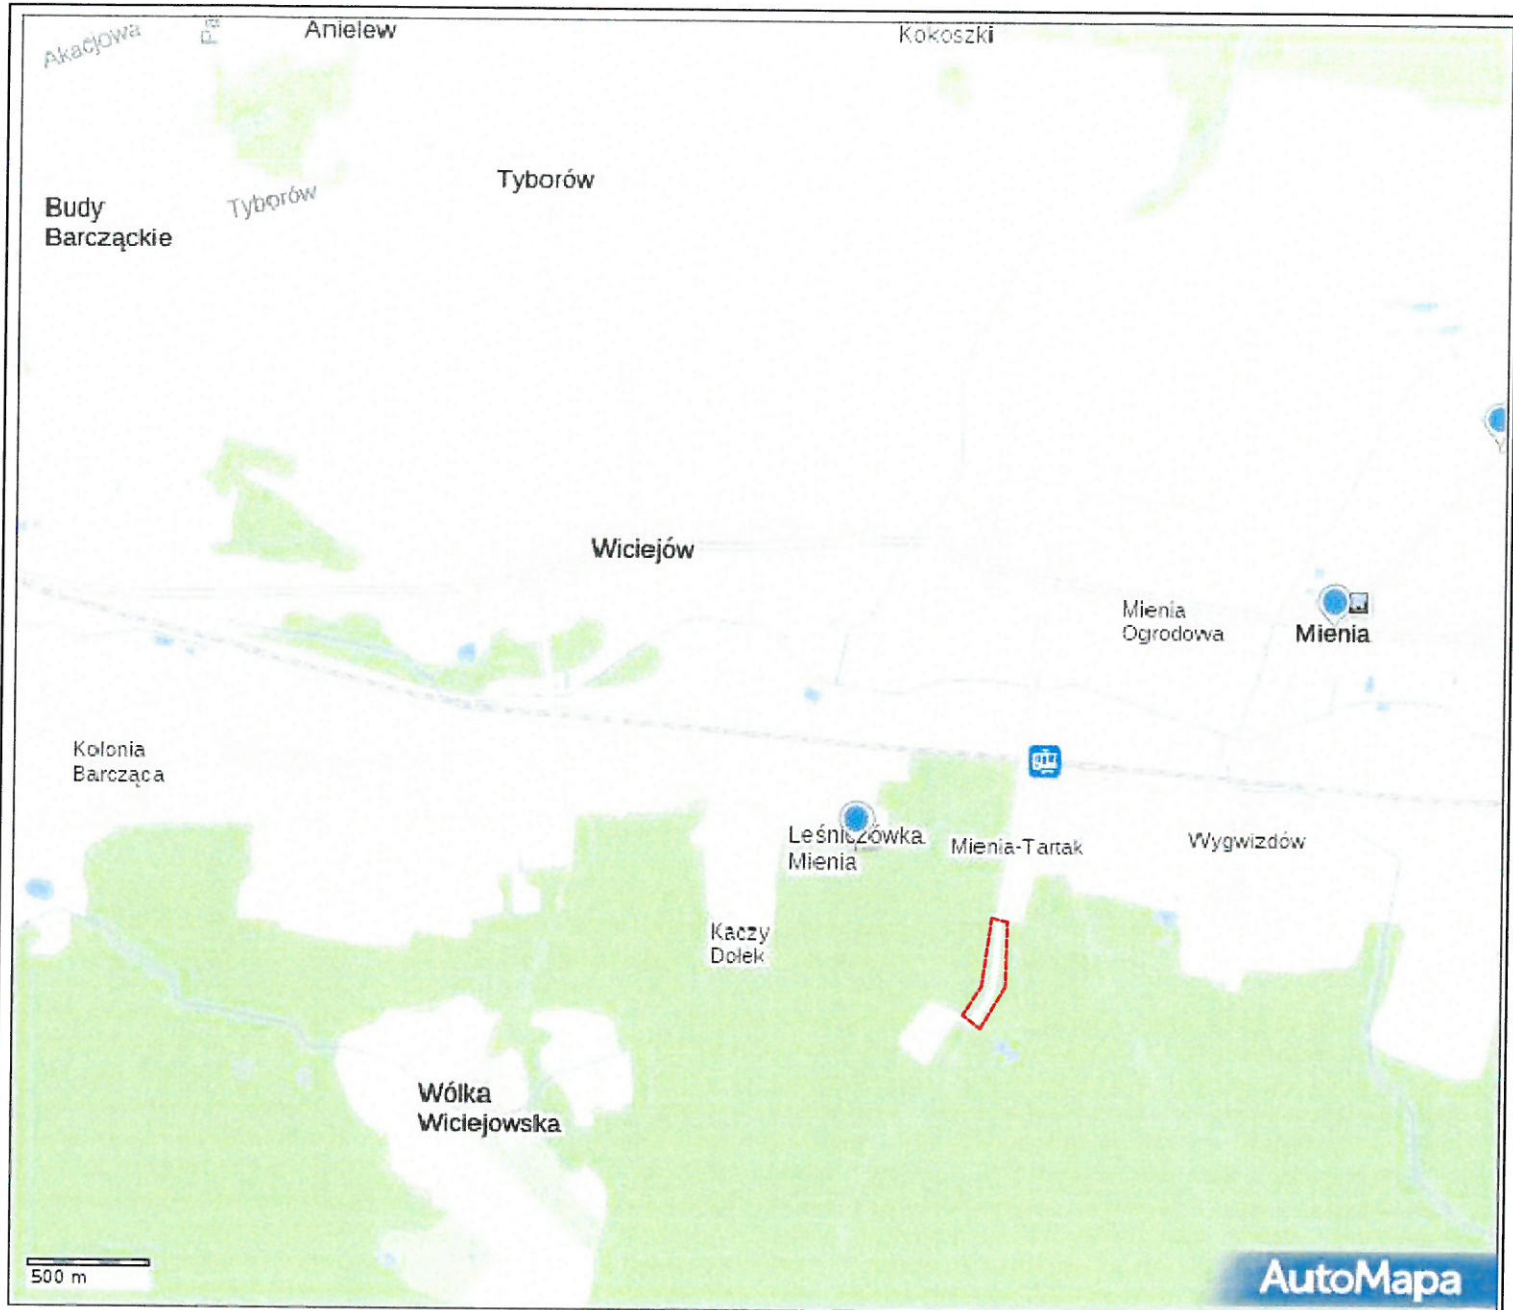 Akacjowa
Anielew
Kokoszki
Tyborów
Tyborów
Budy
Barcząckie
Wiciejów
Mienia
Ogrodowa
Mienia
Kolonia
Barcząca
Leśniczówka
Mienia
Mienia-Tartak
Wygwizdów
Kaczy
Dołek
Wólka
Wiciejowska
500 m
AutoMapa